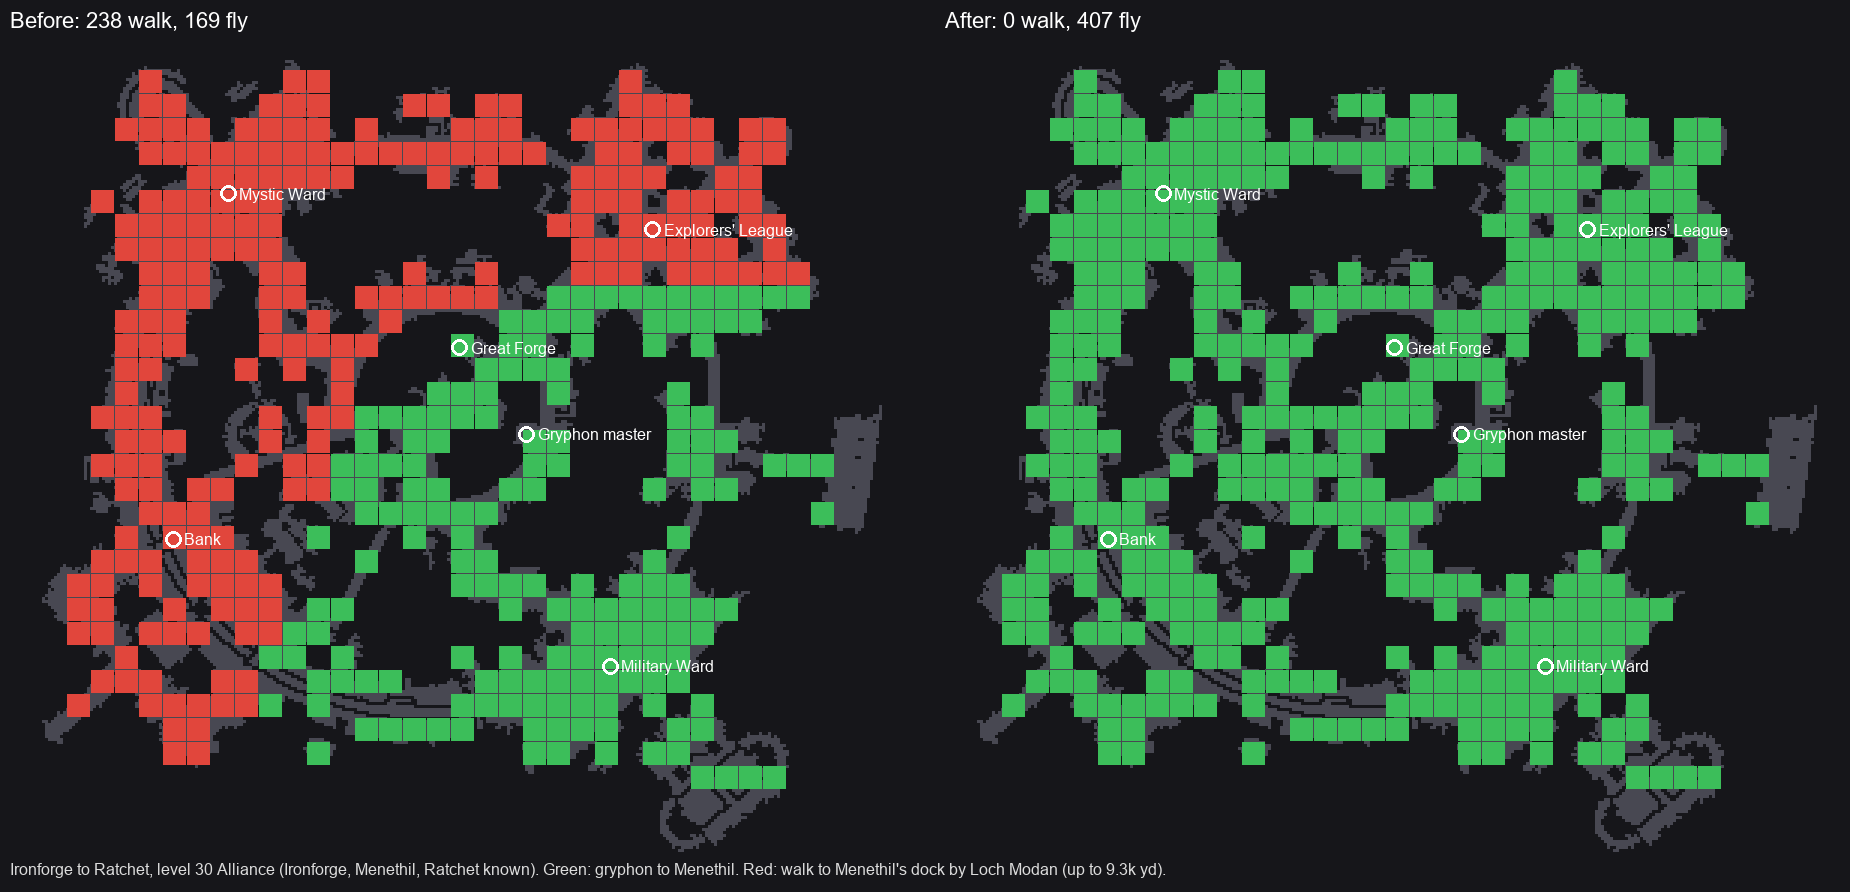 Before: 238 walk, 169 fly
After: 0 walk, 407 fly
Mystic Ward
Explorers' League
Great Forge
Gryphon master
Bank
Military Ward
Mystic Ward
Explorers' League
Great Forge
Gryphon master
Bank
Military Ward
Ironforge to Ratchet, level 30 Alliance (Ironforge, Menethil, Ratchet known). Green: gryphon to Menethil. Red: walk to Menethil's dock by Loch Modan (up to 9.3k yd).